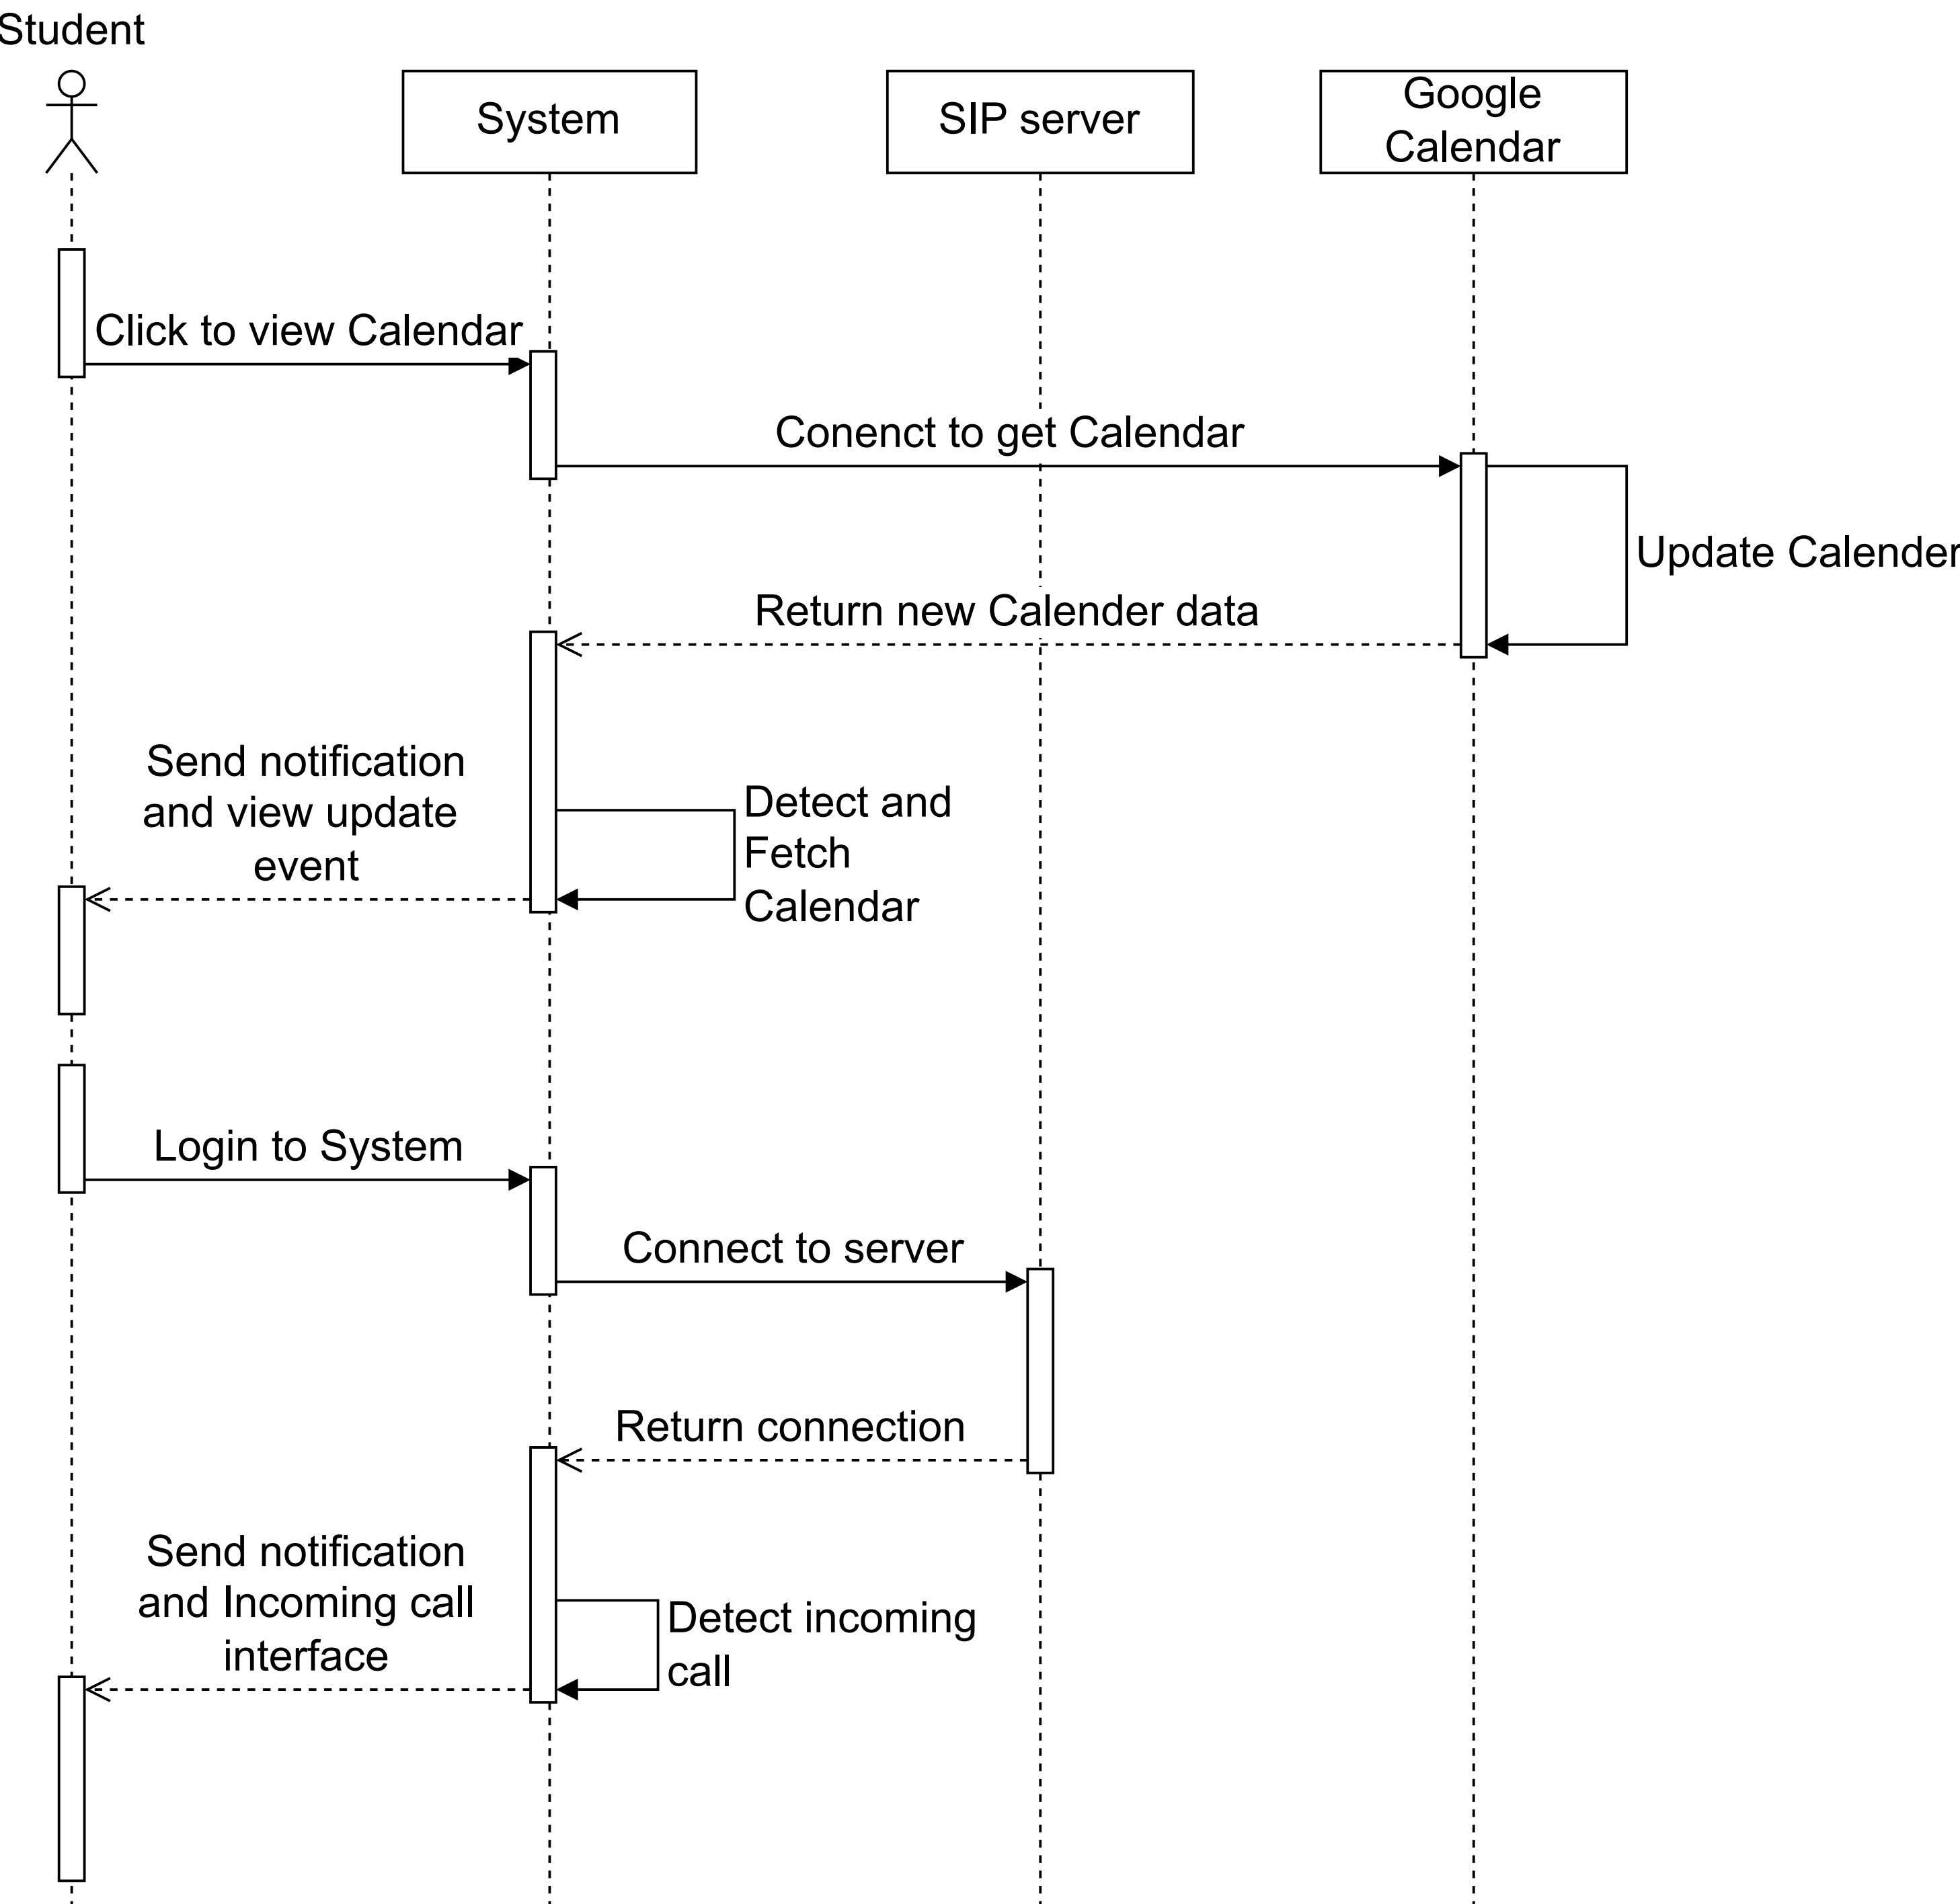 Student
System
SIP server
Google
Calendar
Click to view Calendar
Conenct to get Calendar
Update Calender
Return new Calender data
Send notification
and view update
event
Detect and
Fetch
Calendar
Login to System
Connect to server
Return connection
Send notification
and Incoming call
interface
Detect incoming
call